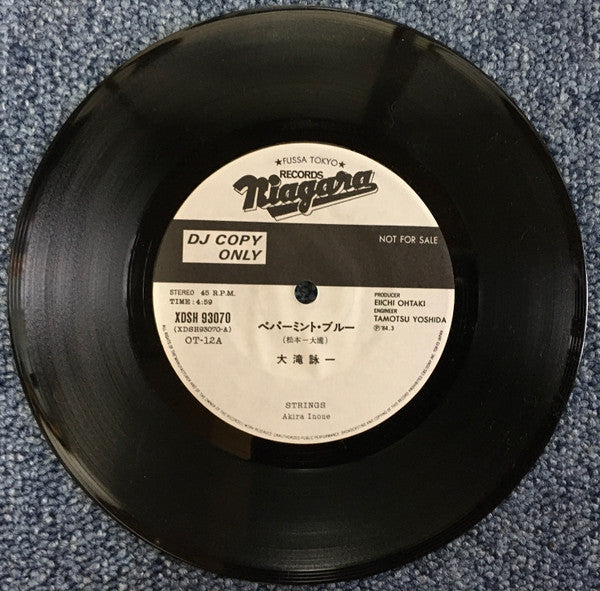 ★FUSSA TOKYO★
RECORDS
Niagara
DJ COPY
ONLY
NOT FOR SALE
STEREO 45 R.P.M.
TIME: 4:59
XDSH 93070
(XDSH93070-A)
OT-12A
PRODUCER
EIICHI OHTAKI
ENGINEER
TAMOTSU YOSHIDA
Ⓟ'84.3
ペパーミント・ブルー
(松本ー大瀧)
大滝詠一
STRINGS
Akira Inoue